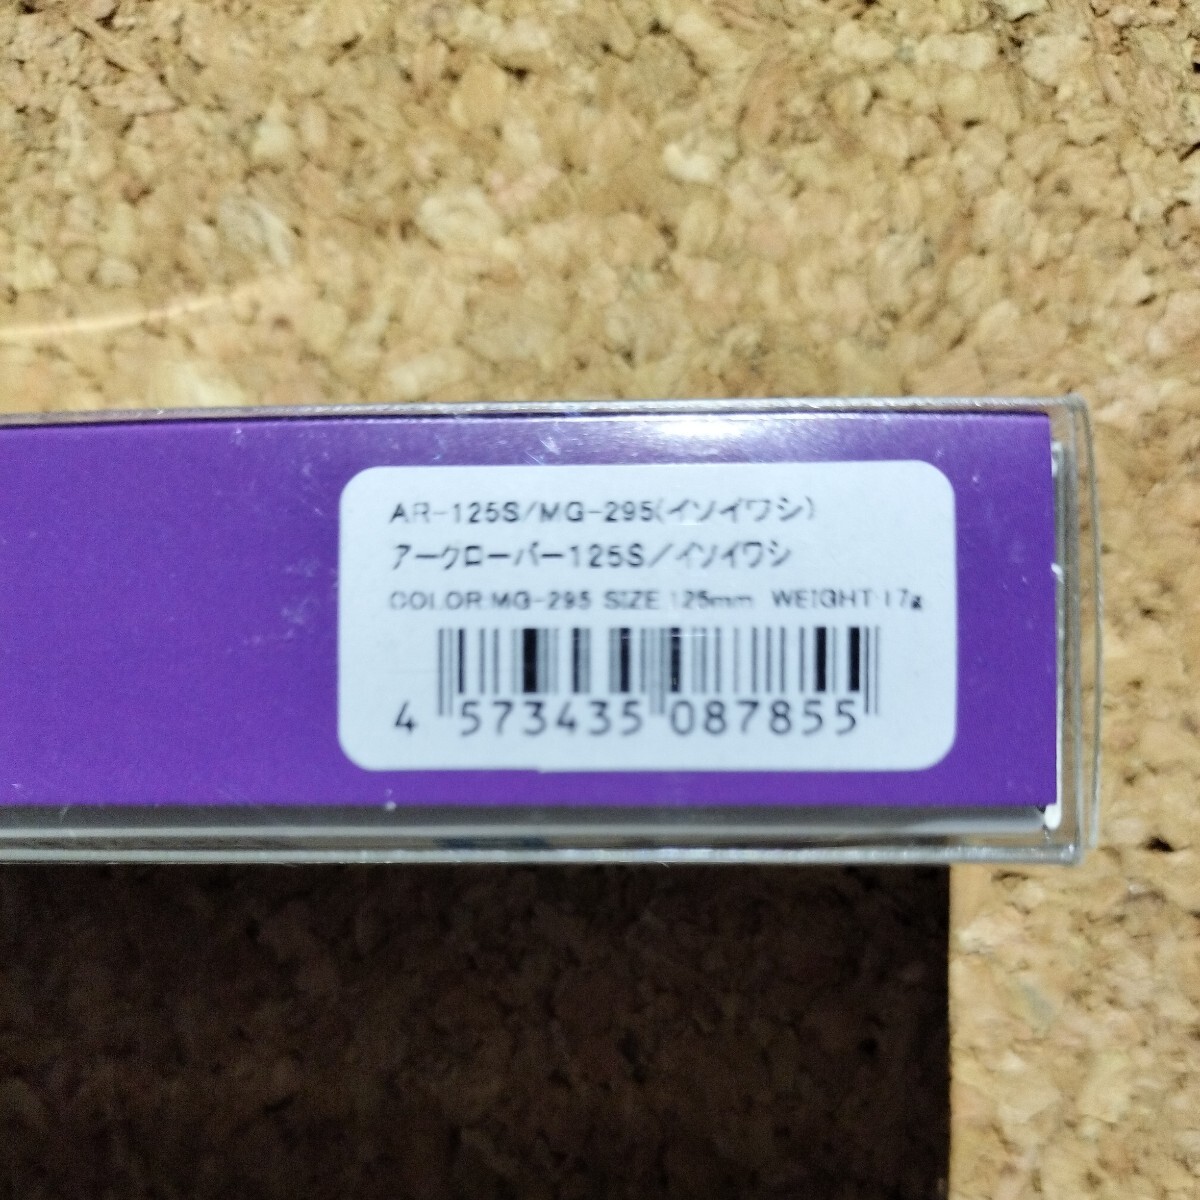 AR-125S/MG-295(イソイワシ)
アークローバー125S/イソイワシ
COLOR:MG-295 SIZE:125mm WEIGHT:17g
4 573435 087855